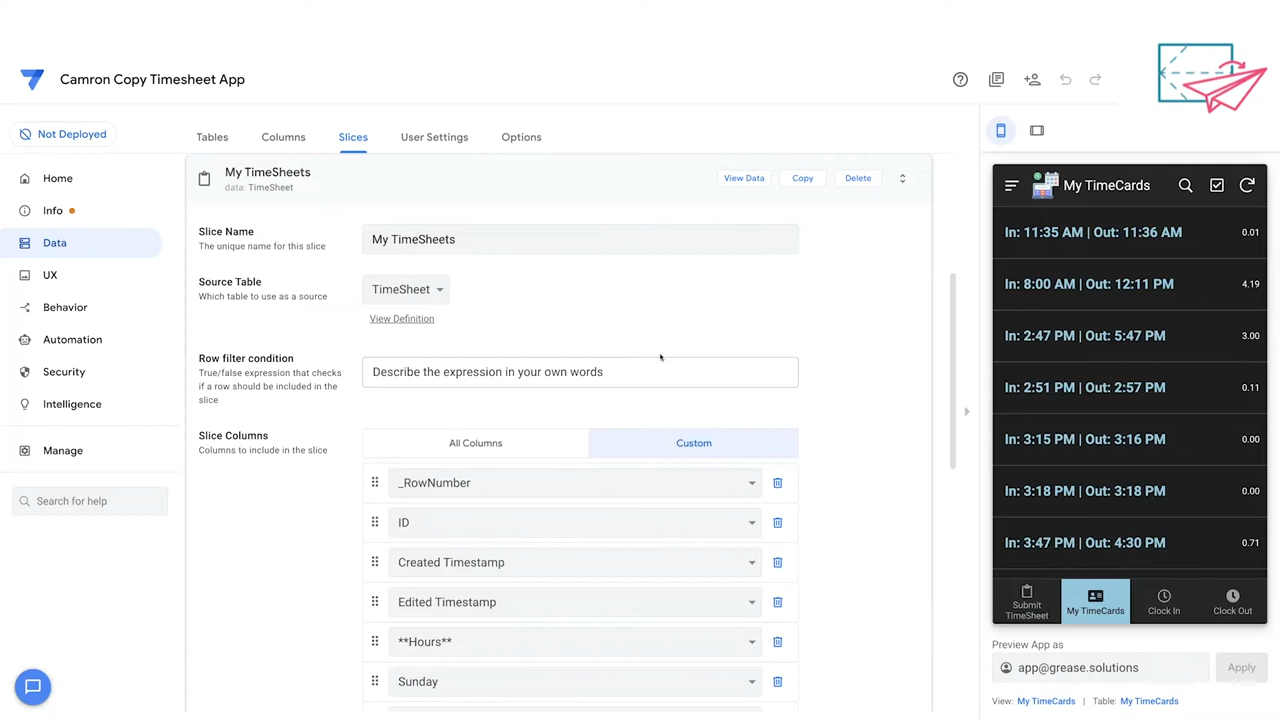 Camron Copy Timesheet App
Not Deployed
Home
Info
Data
UX
Behavior
Automation
Security
Intelligence
Manage
Search for help
Tables
Columns
Slices
User Settings
Options
My TimeSheets
data: TimeSheet
View Data
Copy
Delete
Slice Name
The unique name for this slice
My TimeSheets
Source Table
Which table to use as a source
TimeSheet
View Definition
Row filter condition
True/false expression that checks
if a row should be included in the
slice
Describe the expression in your own words
Slice Columns
Columns to include in the slice
All Columns
Custom
_RowNumber
ID
Created Timestamp
Edited Timestamp
**Hours**
Sunday
My TimeCards
In: 11:35 AM | Out: 11:36 AM 0.01
In: 8:00 AM | Out: 12:11 PM 4.19
In: 2:47 PM | Out: 5:47 PM 3.00
In: 2:51 PM | Out: 2:57 PM 0.11
In: 3:15 PM | Out: 3:16 PM 0.00
In: 3:18 PM | Out: 3:18 PM 0.00
In: 3:47 PM | Out: 4:30 PM 0.71
Submit
TimeSheet
My TimeCards
Clock In
Clock Out
Preview App as
app@grease.solutions
Apply
View: My TimeCards | Table: My TimeCards